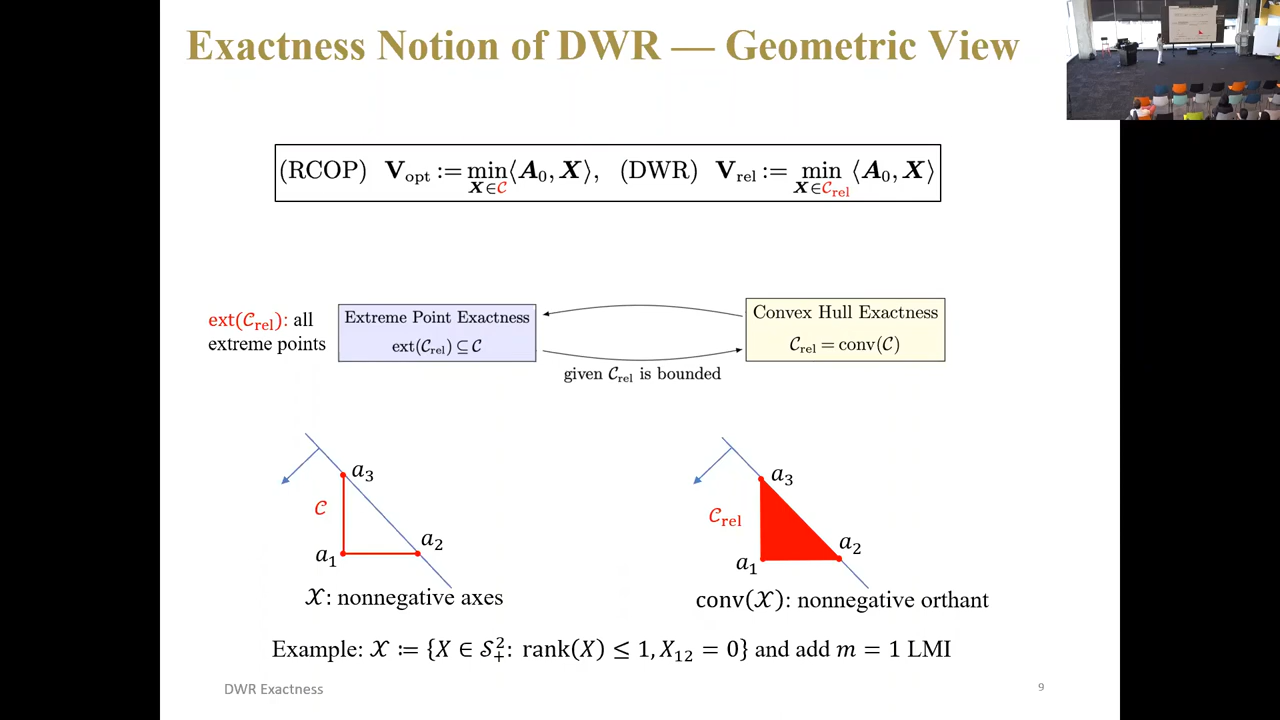 Exactness Notion of DWR — Geometric View
(RCOP) V_opt := min_{X∈𝒞} ⟨A_0, X⟩, (DWR) V_rel := min_{X∈𝒞_rel} ⟨A_0, X⟩
ext(𝒞_rel): all
extreme points
Extreme Point Exactness
ext(𝒞_rel) ⊆ 𝒞
Convex Hull Exactness
𝒞_rel = conv(𝒞)
given 𝒞_rel is bounded
a_3
𝒞
a_2
a_1
𝒳: nonnegative axes
a_3
𝒞_rel
a_2
a_1
conv(𝒳): nonnegative orthant
Example: 𝒳 ≔ {X ∈ 𝒮_+^2: rank(X) ≤ 1, X_12 = 0} and add m = 1 LMI
DWR Exactness
9